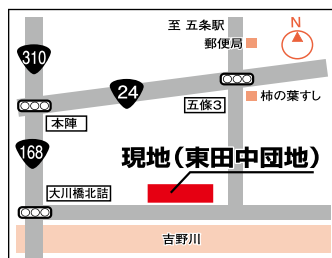 至 五条駅
N
郵便局
310
24
五條3
柿の葉すし
本陣
168
現地（東田中団地）
大川橋北詰
吉野川